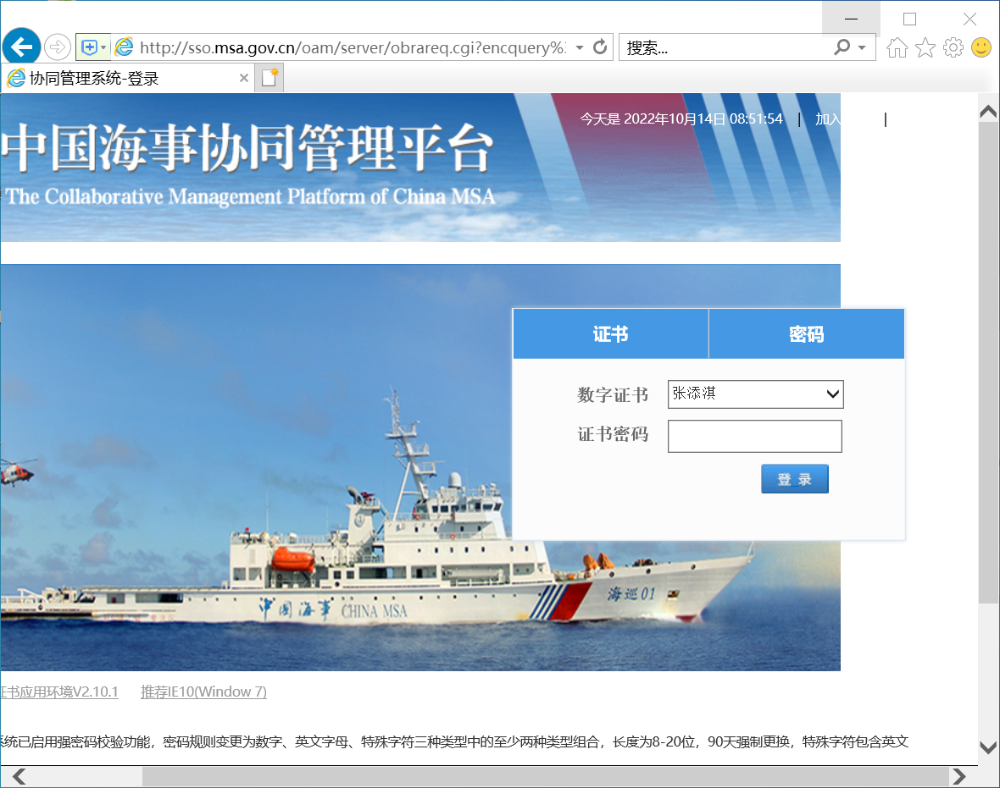 http://sso.msa.gov.cn/oam/server/obrareq.cgi?encquery%
搜索...
协同管理系统-登录
今天是 2022年10月14日 08:51:54 | 加入 |
中国海事协同管理平台
The Collaborative Management Platform of China MSA
证书 密码
数字证书 张添淇
证书密码
登 录
海巡01
中国海事 CHINA MSA
证书应用环境V2.10.1 推荐IE10(Window 7)
系统已启用强密码校验功能，密码规则变更为数字、英文字母、特殊字符三种类型中的至少两种类型组合，长度为8-20位，90天强制更换，特殊字符包含英文